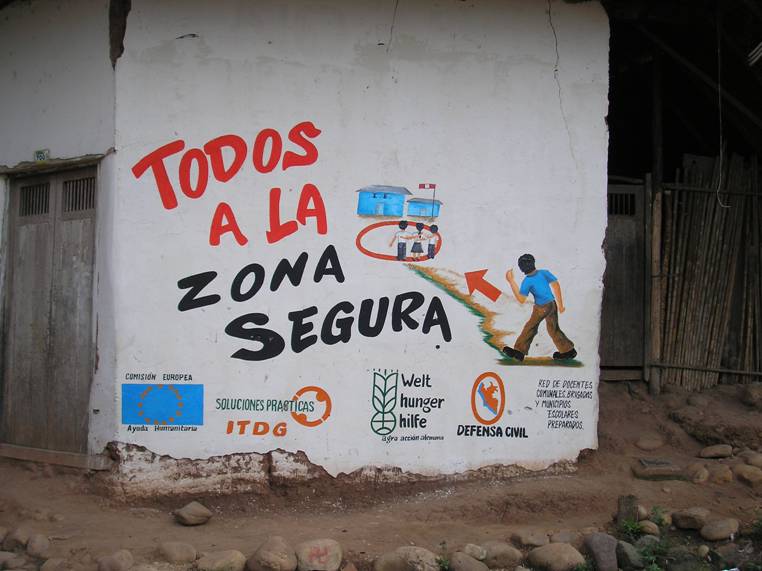 TODOS
A LA
ZONA
SEGURA
COMISIÓN EUROPEA
Ayuda Humanitaria
SOLUCIONES PRACTICAS
ITDG
Welt
hunger
hilfe
agro acción alemana
DEFENSA CIVIL
RED DE DOCENTES
COMUNALES, BRIGADAS
Y MUNICIPIOS
ESCOLARES
PREPARADOS.